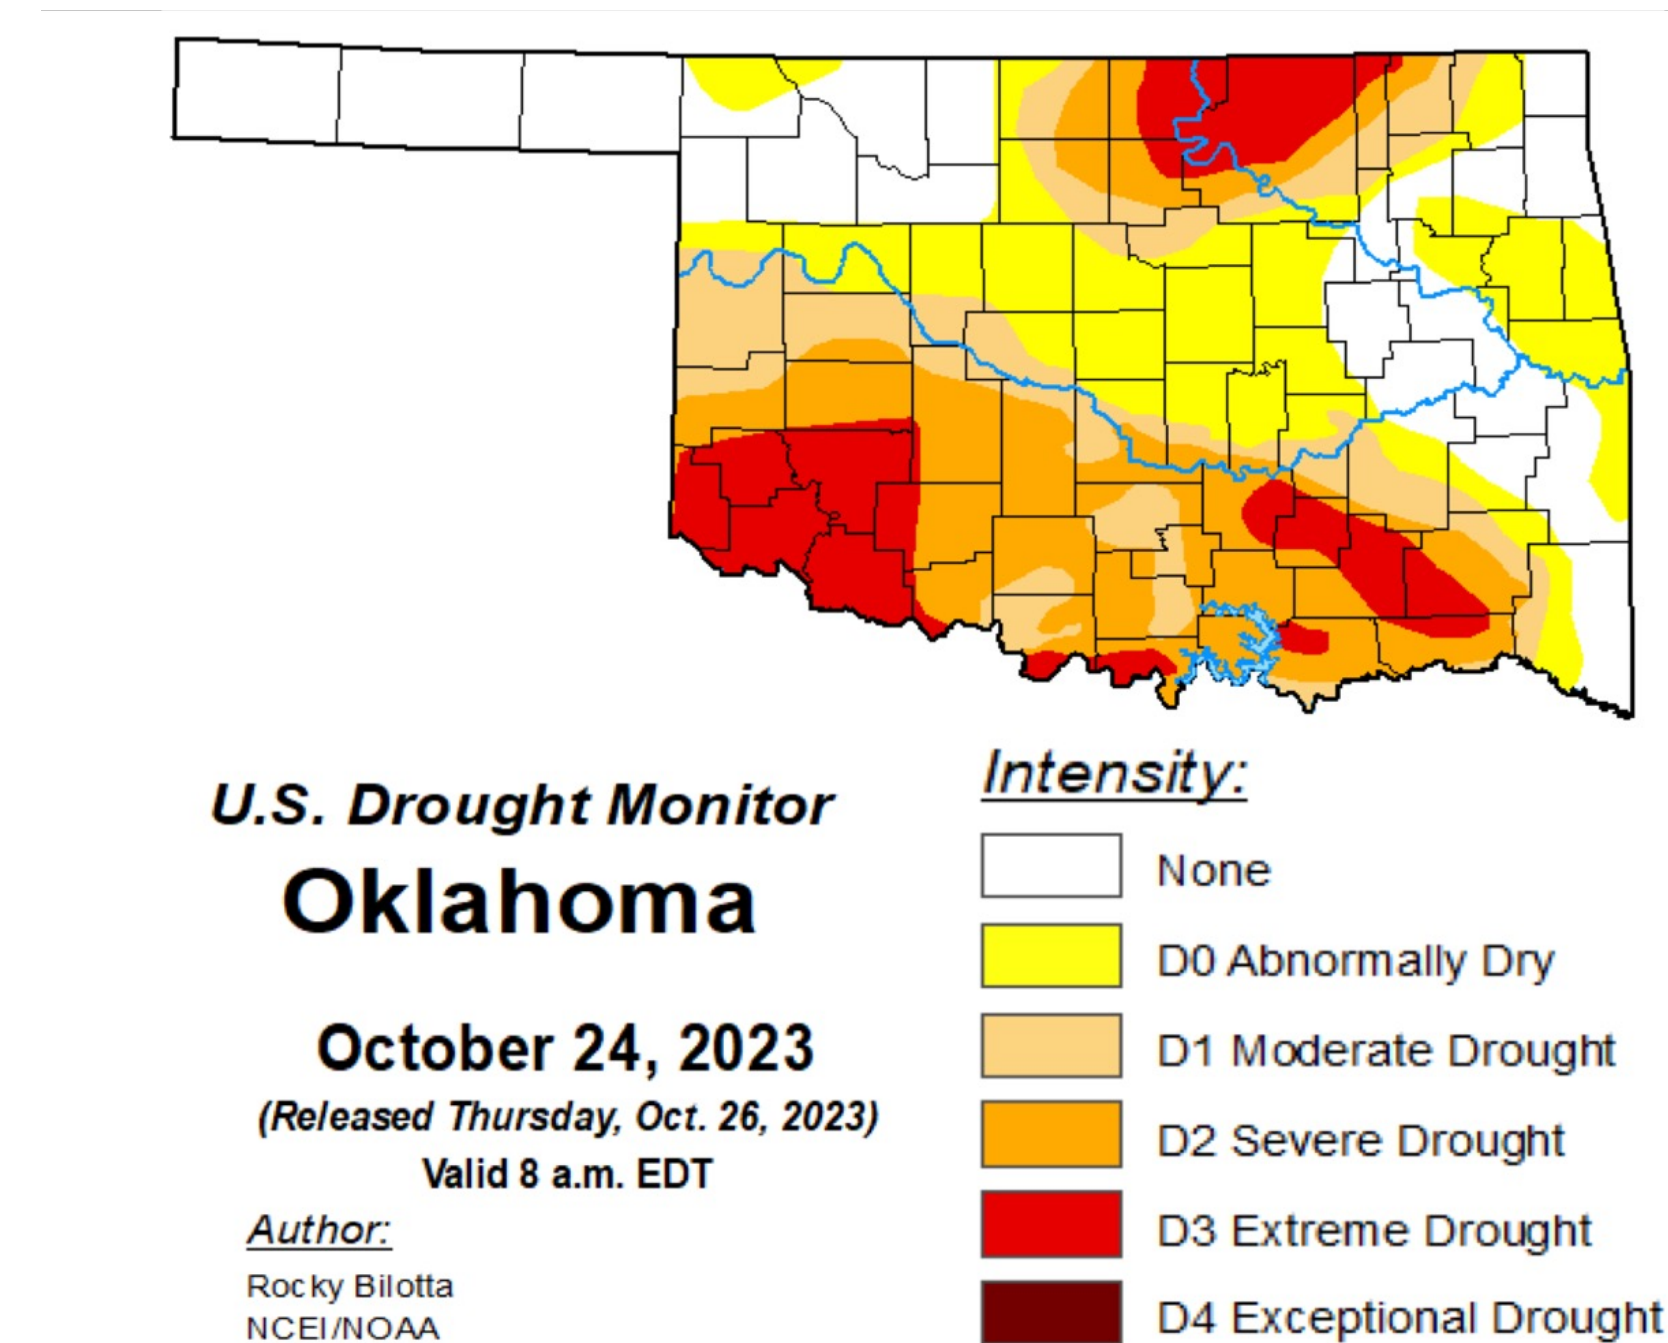 U.S. Drought Monitor
Oklahoma
October 24, 2023
(Released Thursday, Oct. 26, 2023)
Valid 8 a.m. EDT
Author:
Rocky Bilotta
NCEI/NOAA
Intensity:
None
D0 Abnormally Dry
D1 Moderate Drought
D2 Severe Drought
D3 Extreme Drought
D4 Exceptional Drought